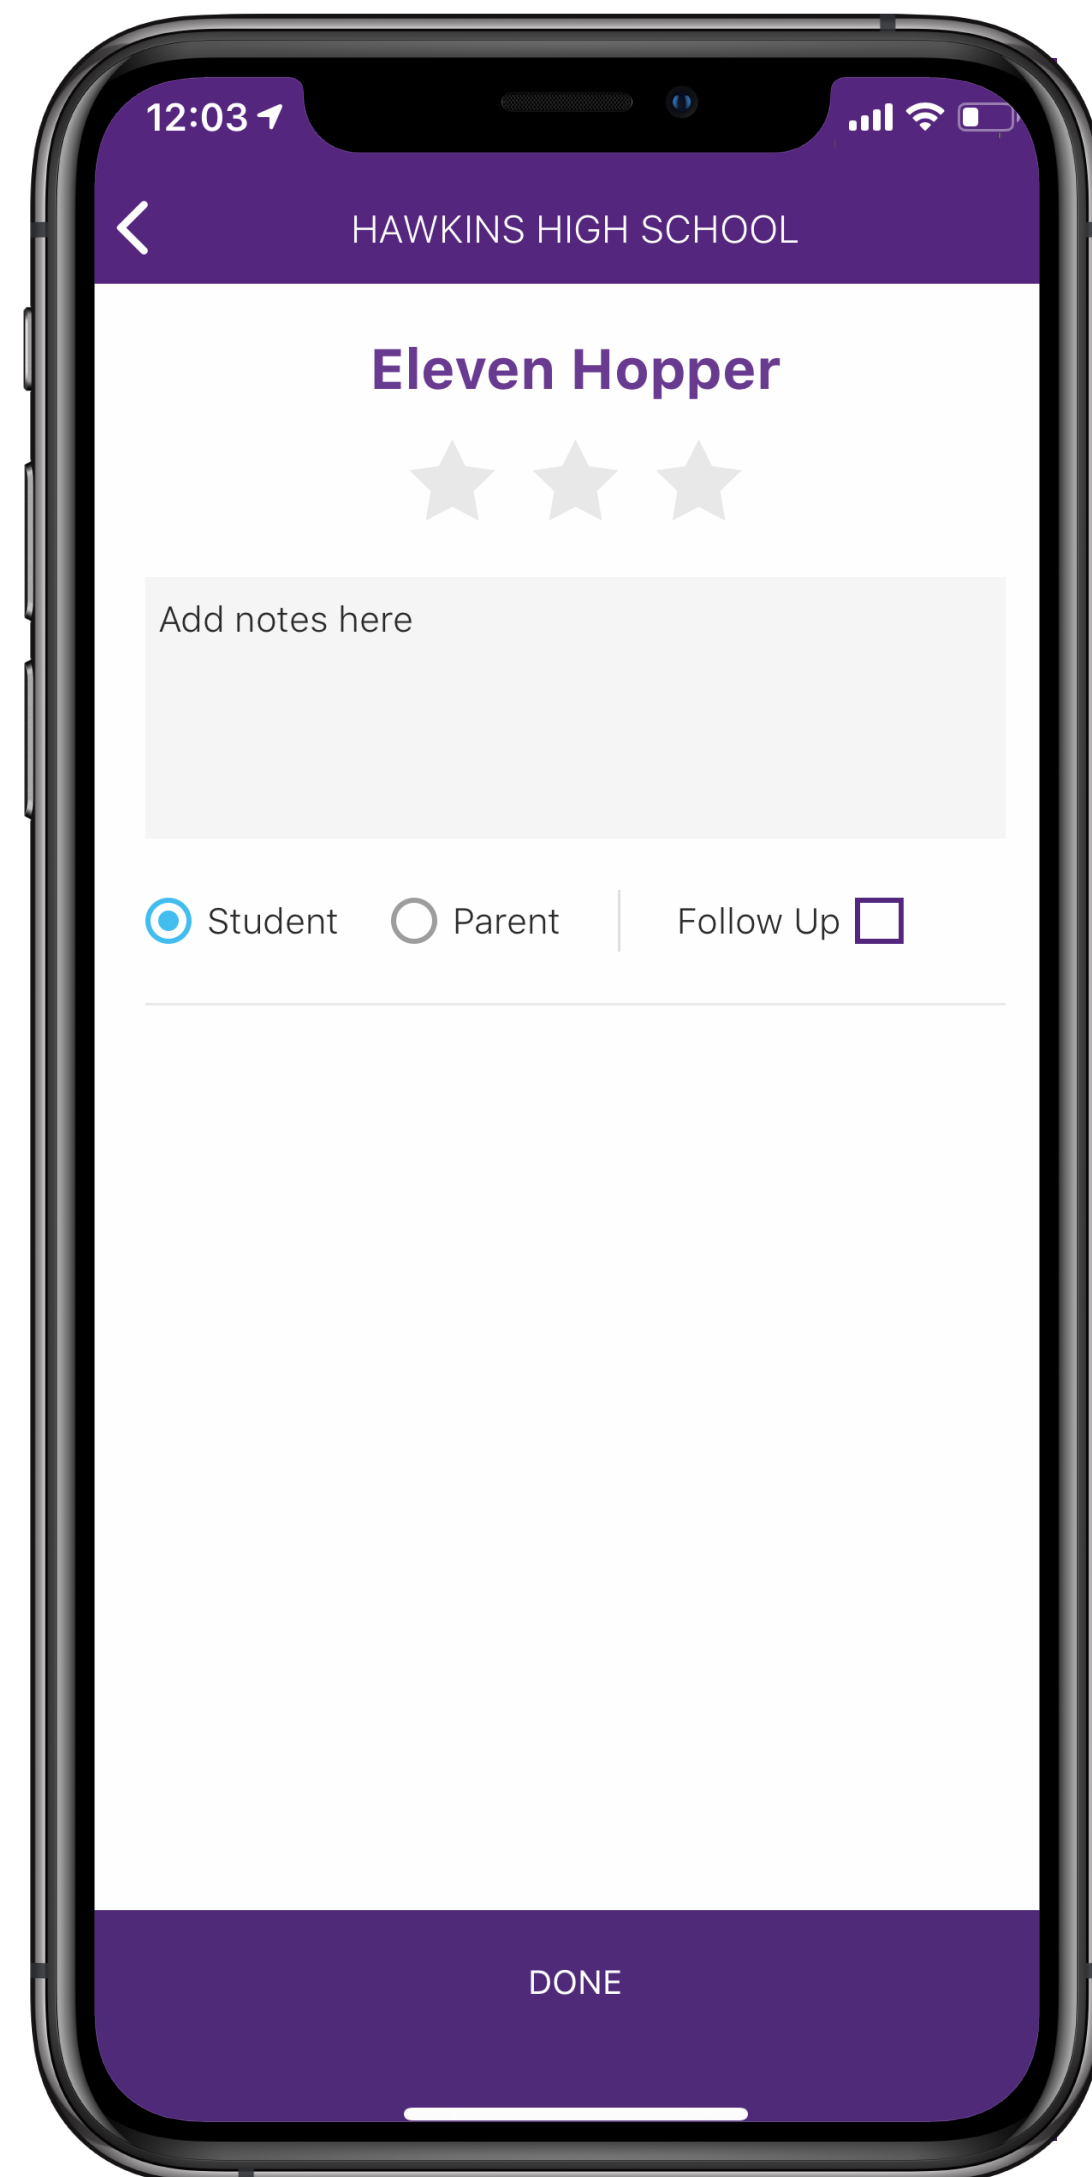 12:03
HAWKINS HIGH SCHOOL
Eleven Hopper
Add notes here
Student Parent Follow Up
DONE